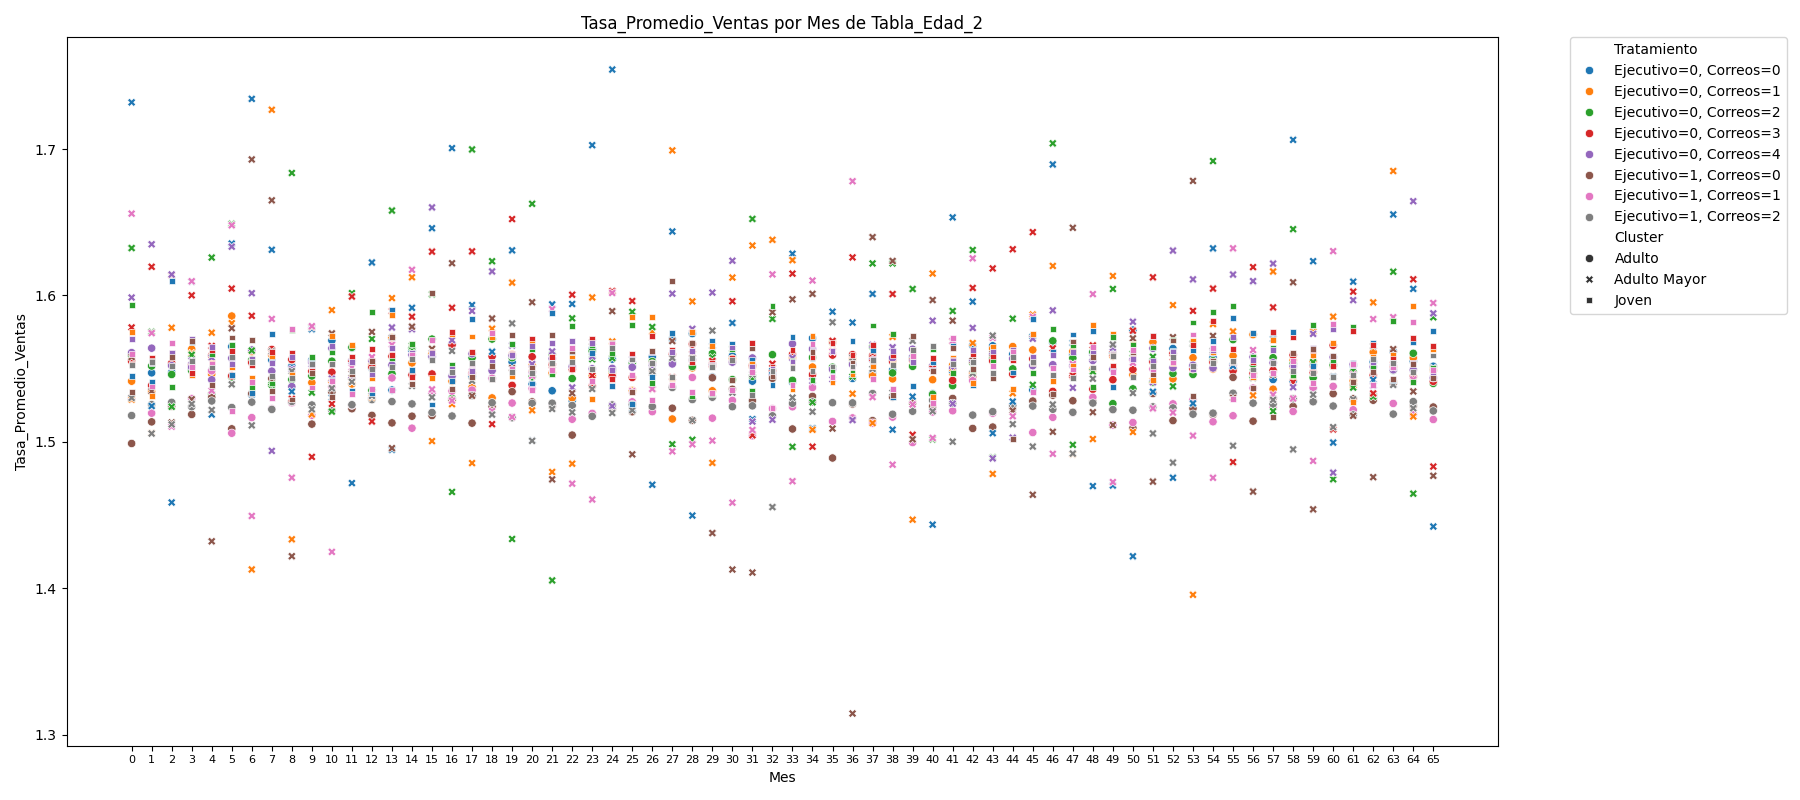 Tasa_Promedio_Ventas por Mes de Tabla_Edad_2
Tasa_Promedio_Ventas
1.7
1.6
1.5
1.4
1.3
0 1 2 3 4 5 6 7 8 9 10 11 12 13 14 15 16 17 18 19 20 21 22 23 24 25 26 27 28 29 30 31 32 33 34 35 36 37 38 39 40 41 42 43 44 45 46 47 48 49 50 51 52 53 54 55 56 57 58 59 60 61 62 63 64 65
Mes
Tratamiento
Ejecutivo=0, Correos=0
Ejecutivo=0, Correos=1
Ejecutivo=0, Correos=2
Ejecutivo=0, Correos=3
Ejecutivo=0, Correos=4
Ejecutivo=1, Correos=0
Ejecutivo=1, Correos=1
Ejecutivo=1, Correos=2
Cluster
Adulto
Adulto Mayor
Joven